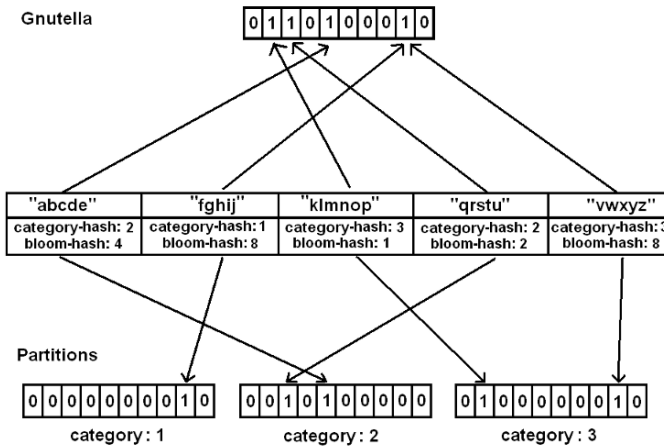 Gnutella
0 1 1 0 1 0 0 0 1 0
"abcde" "fghij" "klmnop" "qrstu" "vwxyz"
category-hash: 2 category-hash: 1 category-hash: 3 category-hash: 2 category-hash: 3
bloom-hash: 4 bloom-hash: 8 bloom-hash: 1 bloom-hash: 2 bloom-hash: 8
Partitions
0 0 0 0 0 0 0 0 1 0 0 0 1 0 1 0 0 0 0 0 0 1 0 0 0 0 0 0 1 0
category: 1 category: 2 category: 3